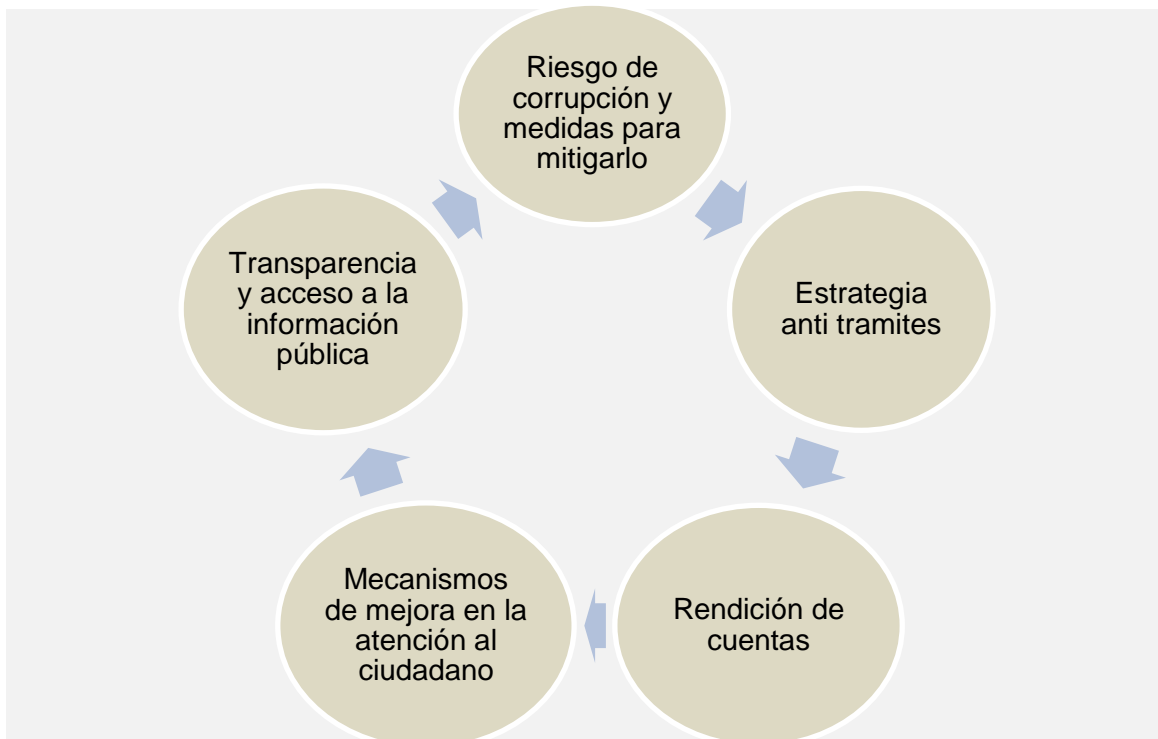 Riesgo de
corrupción y
medidas para
mitigarlo
Estrategia
anti tramites
Rendición de
cuentas
Mecanismos
de mejora en la
atención al
ciudadano
Transparencia
y acceso a la
información
pública